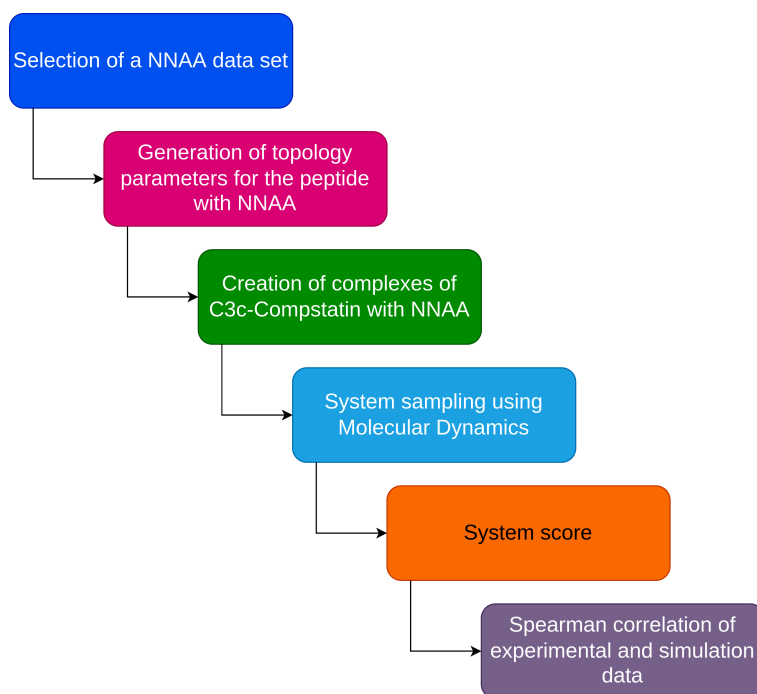 Selection of a NNAA data set
Generation of topology
parameters for the peptide
with NNAA
Creation of complexes of
C3c-Compstatin with NNAA
System sampling using
Molecular Dynamics
System score
Spearman correlation of
experimental and simulation
data